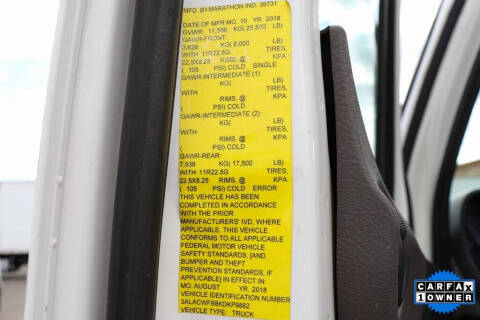 MFG. BY:MARATHON IND. 39731
DATE OF MFR:MO. 10 YR. 2018
GVWR: 11,566 KG(25,500 LB)
GAWR-FRONT:
3,628 KG(8,000 LB)
WITH 11R22.5G TIRES,
22.5X8.25 RIMS, @ KPA
( 105 PSI) COLD SINGLE
GAWR-INTERMEDIATE (1)
KG( LB)
WITH TIRES,
RIMS, @ KPA
( PSI) COLD
GAWR-INTERMEDIATE (2)
KG( LB)
WITH TIRES,
RIMS, @ KPA
( PSI) COLD
GAWR-REAR:
7,938 KG(17,500 LB)
WITH 11R22.5G TIRES,
22.5X8.25 RIMS, @ KPA
( 105 PSI) COLD ERROR
THIS VEHICLE HAS BEEN
COMPLETED IN ACCORDANCE
WITH THE PRIOR
MANUFACTURERS' IVD, WHERE
APPLICABLE. THIS VEHICLE
CONFORMS TO ALL APPLICABLE
FEDERAL MOTOR VEHICLE
SAFETY STANDARDS, [AND
BUMPER AND THEFT
PREVENTION STANDARDS, IF
APPLICABLE] IN EFFECT IN:
MO. AUGUST YR. 2018
VEHICLE IDENTIFICATION NUMBER
3ALACWFB8KDKP9882
VEHICLE TYPE: TRUCK
CARFAX
1 OWNER